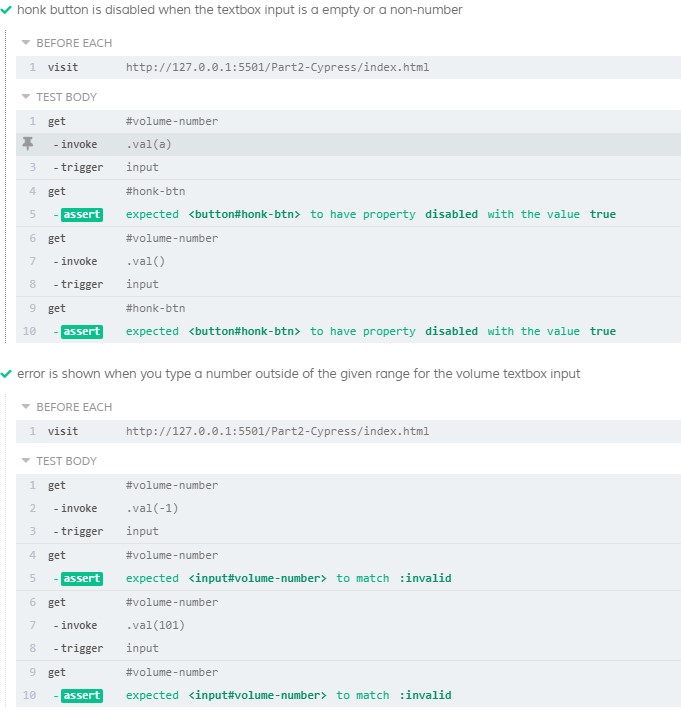 honk button is disabled when the textbox input is a empty or a non-number
BEFORE EACH
1 visit http://127.0.0.1:5501/Part2-Cypress/index.html
TEST BODY
1 get #volume-number
-invoke .val(a)
3 -trigger input
4 get #honk-btn
5 -assert expected <button#honk-btn> to have property disabled with the value true
6 get #volume-number
7 -invoke .val()
8 -trigger input
9 get #honk-btn
10 -assert expected <button#honk-btn> to have property disabled with the value true
error is shown when you type a number outside of the given range for the volume textbox input
BEFORE EACH
1 visit http://127.0.0.1:5501/Part2-Cypress/index.html
TEST BODY
1 get #volume-number
2 -invoke .val(-1)
3 -trigger input
4 get #volume-number
5 -assert expected <input#volume-number> to match :invalid
6 get #volume-number
7 -invoke .val(101)
8 -trigger input
9 get #volume-number
10 -assert expected <input#volume-number> to match :invalid